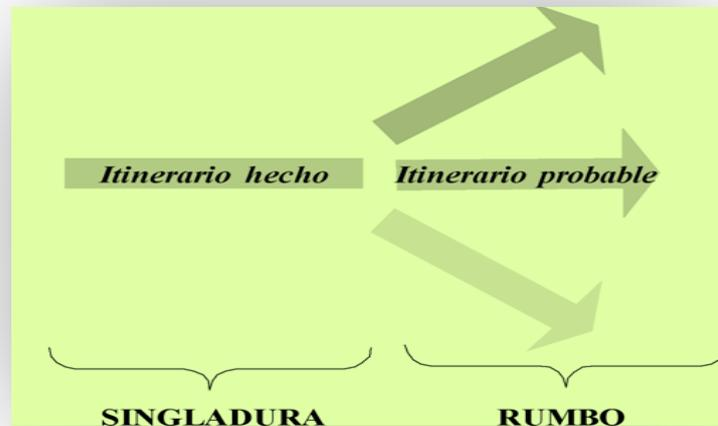 Itinerario hecho
Itinerario probable
SINGLADURA
RUMBO